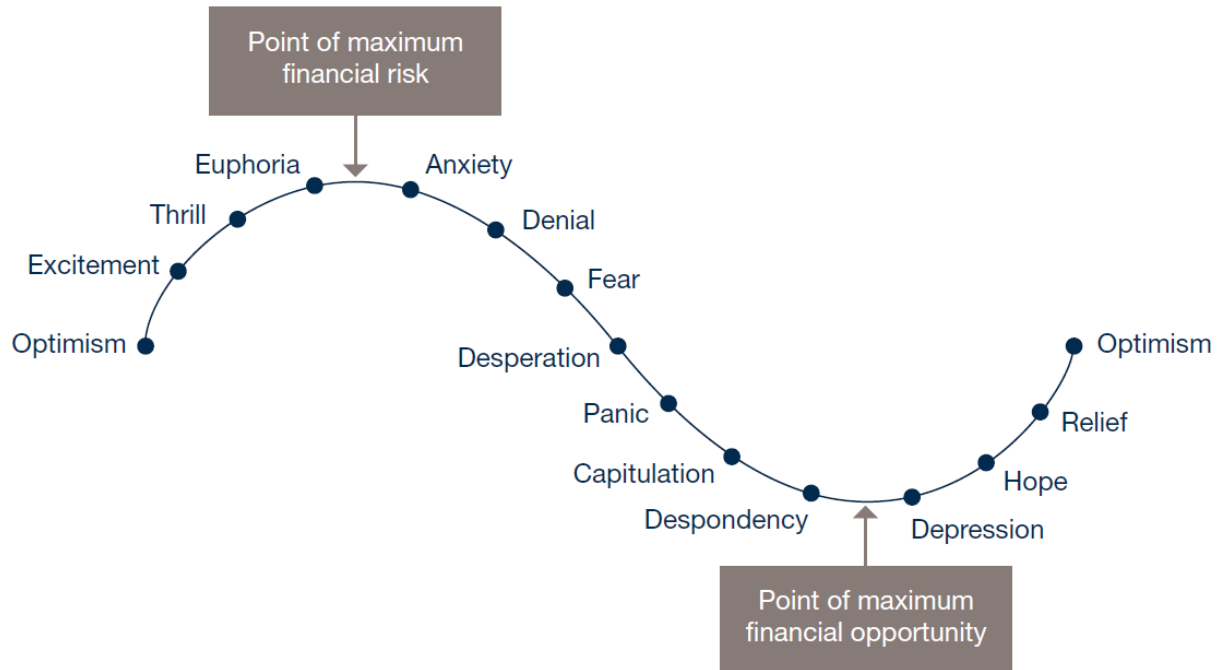 Point of maximum
financial risk
Euphoria
Anxiety
Thrill
Denial
Excitement
Fear
Optimism
Desperation
Optimism
Panic
Relief
Capitulation
Hope
Despondency
Depression
Point of maximum
financial opportunity